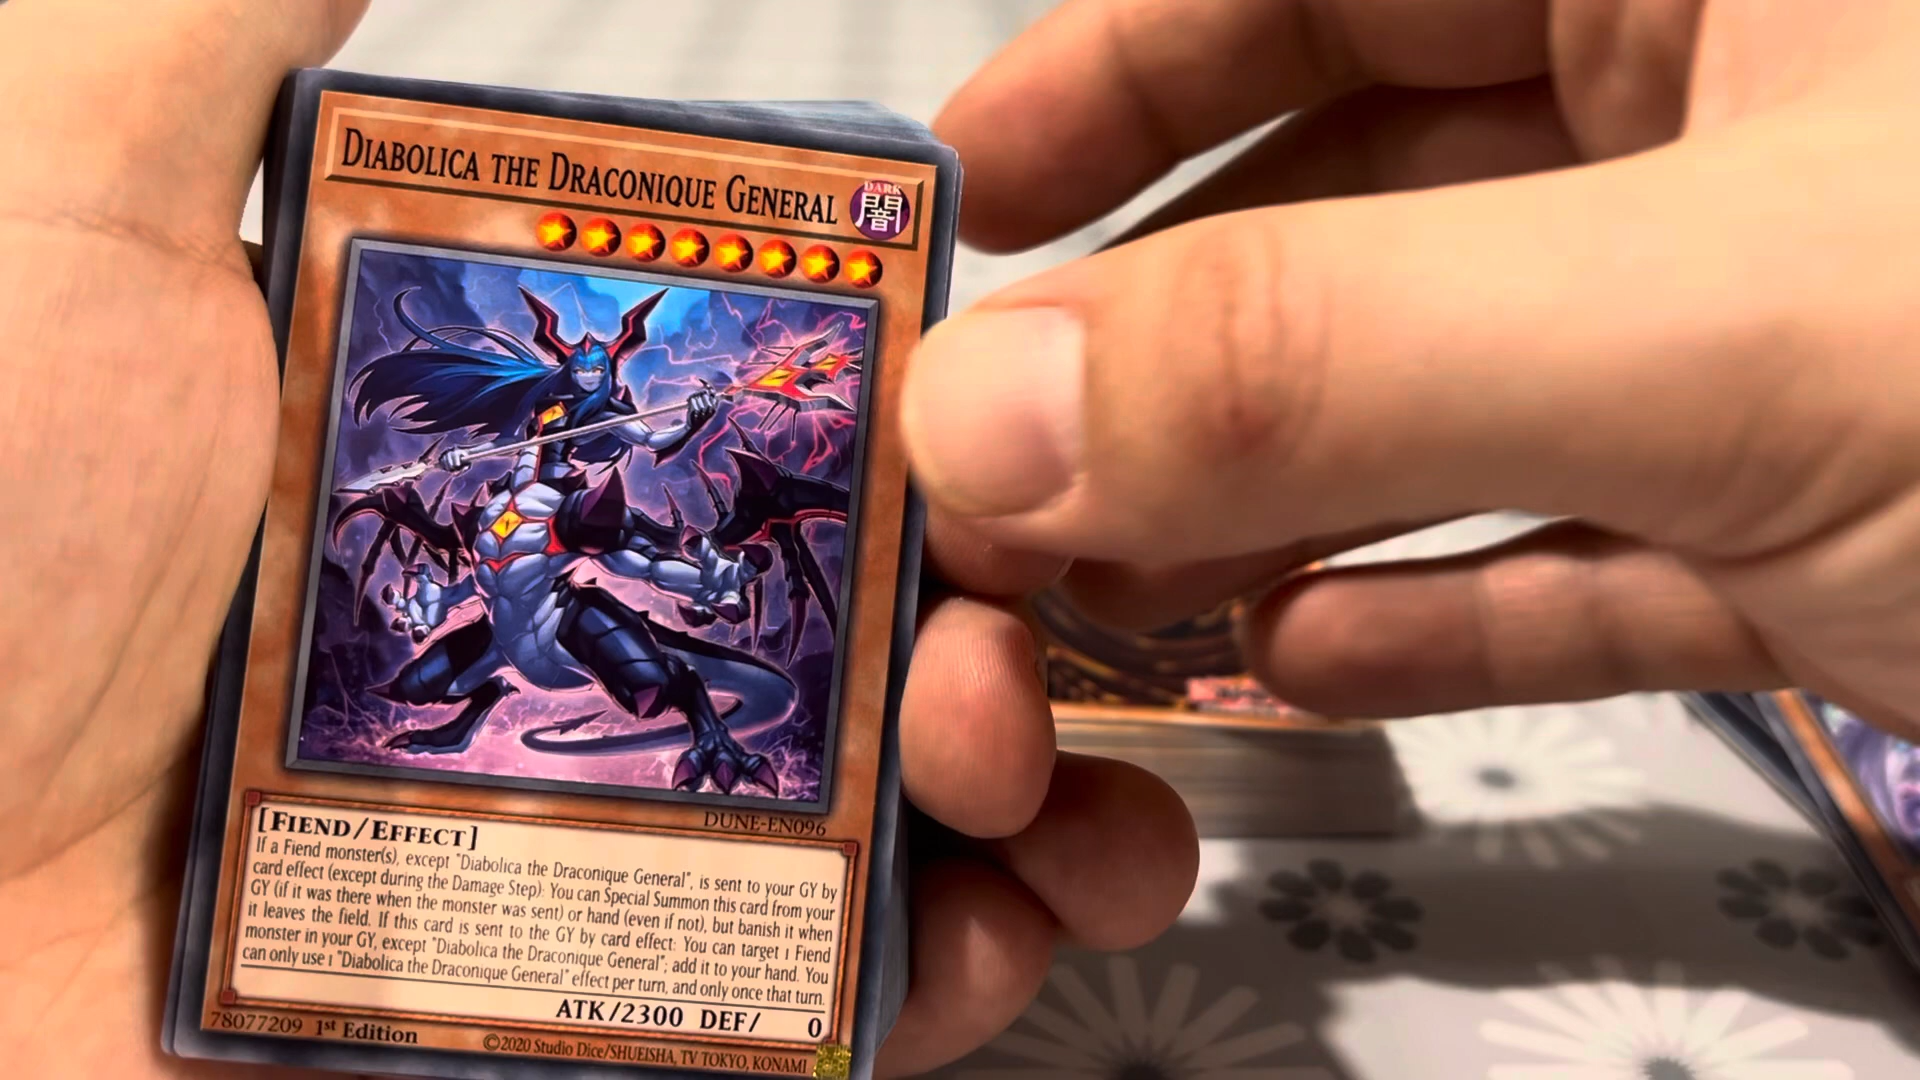 DIABOLICA THE DRACONIQUE GENERAL
DARK
闇
DUNE-EN096
[FIEND/EFFECT]
If a Fiend monster(s), except "Diabolica the Draconique General", is sent to your GY by
card effect (except during the Damage Step): You can Special Summon this card from your
GY (if it was there when the monster was sent) or hand (even if not), but banish it when
it leaves the field. If this card is sent to the GY by card effect: You can target 1 Fiend
monster in your GY, except "Diabolica the Draconique General"; add it to your hand. You
can only use 1 "Diabolica the Draconique General" effect per turn, and only once that turn.
ATK/2300 DEF/ 0
78077209 1st Edition
©2020 Studio Dice/SHUEISHA, TV TOKYO, KONAMI